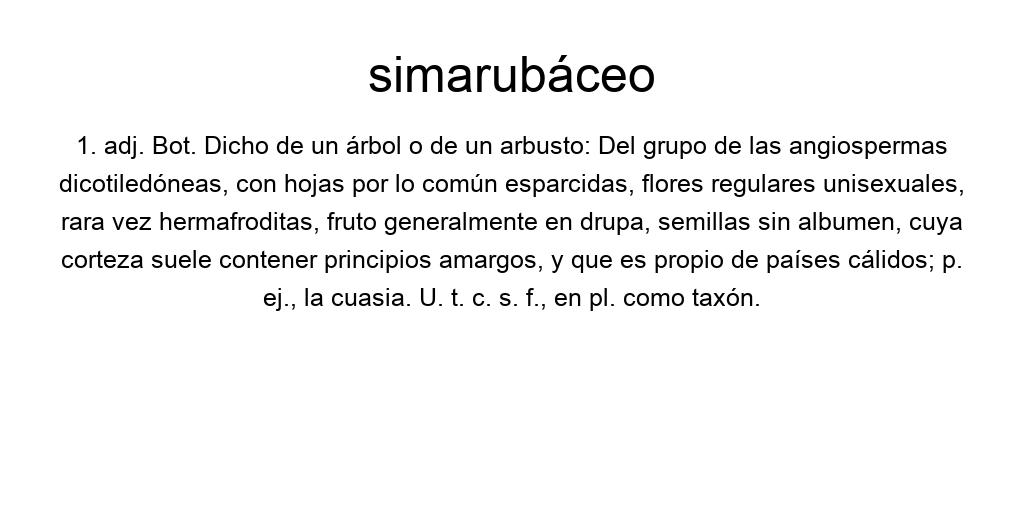 simarubáceo
1. adj. Bot. Dicho de un árbol o de un arbusto: Del grupo de las angiospermas
dicotiledóneas, con hojas por lo común esparcidas, flores regulares unisexuales,
rara vez hermafroditas, fruto generalmente en drupa, semillas sin albumen, cuya
corteza suele contener principios amargos, y que es propio de países cálidos; p.
ej., la cuasia. U. t. c. s. f., en pl. como taxón.